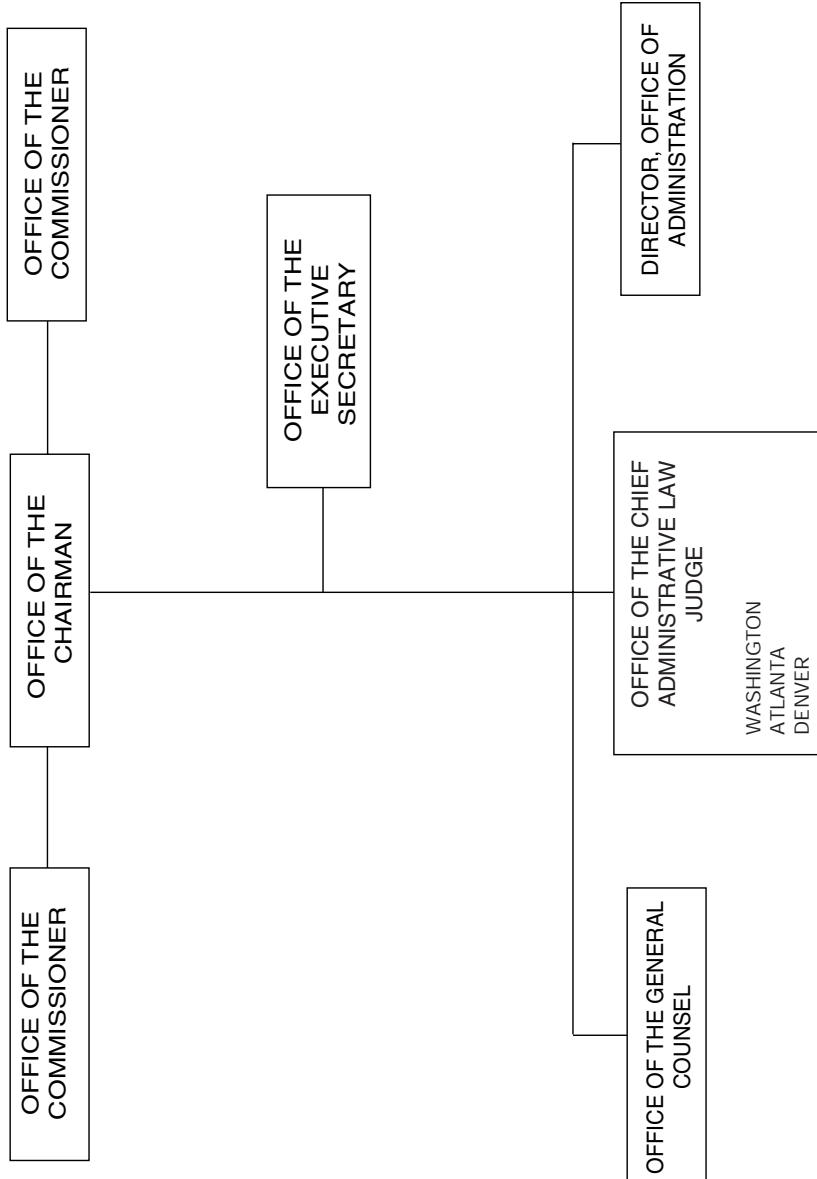 OFFICE OF THE
COMMISSIONER
OFFICE OF THE
CHAIRMAN
OFFICE OF THE
COMMISSIONER
OFFICE OF THE
EXECUTIVE
SECRETARY
OFFICE OF THE GENERAL
COUNSEL
OFFICE OF THE CHIEF
ADMINISTRATIVE LAW
JUDGE
WASHINGTON
ATLANTA
DENVER
DIRECTOR, OFFICE OF
ADMINISTRATION